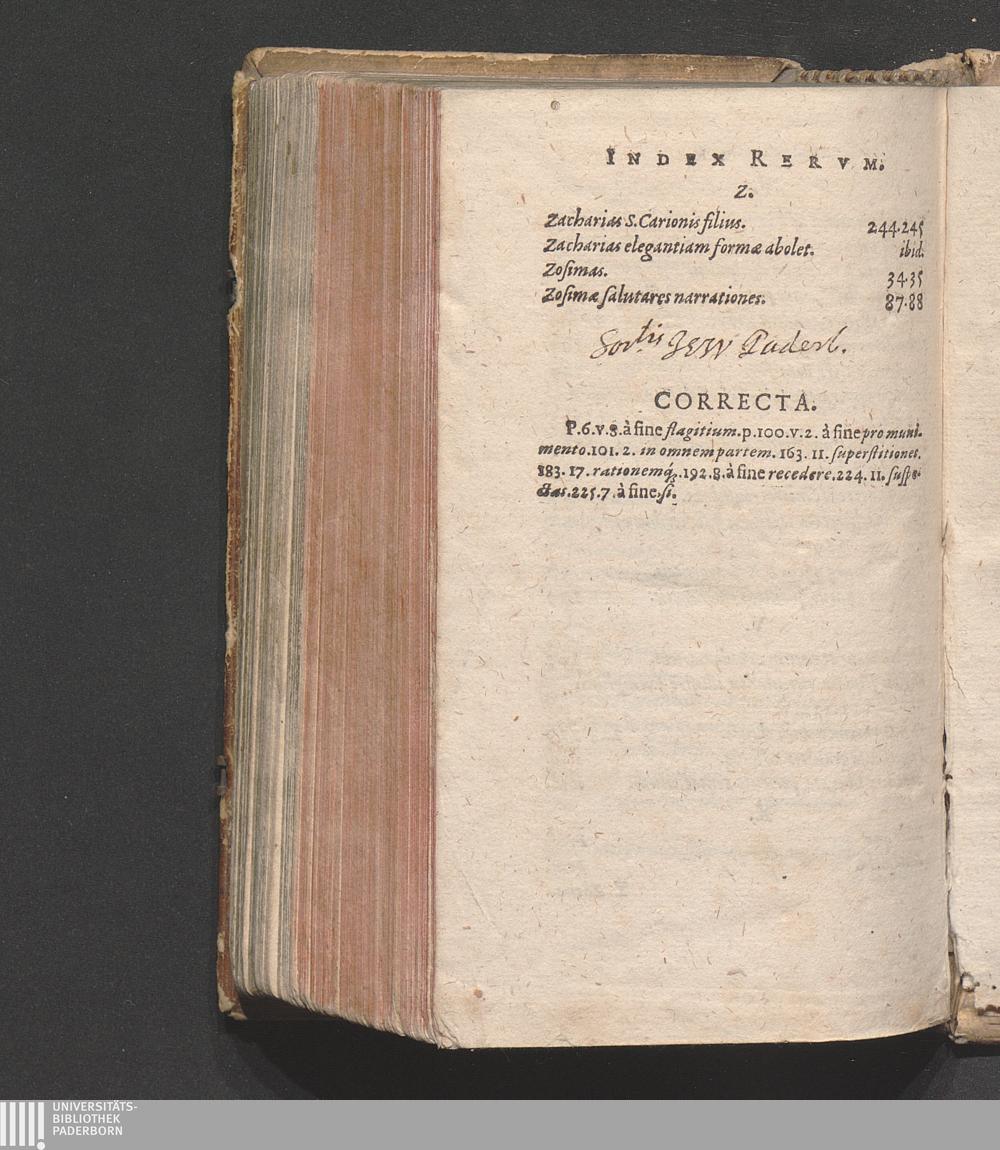 INDEX RERVM.
Z.
Zacharias S. Carionis filius. 244.245
Zacharias elegantiam formæ abolet. ibid.
Zosimas. 34.35
Zosimæ salutares narrationes. 87.88
Paderb.
CORRECTA.
P.6.v.8. à fine flagitium. p.100.v.2. à fine pro muni-
mento. 101. 2. in omnem partem. 163. 11. superstitiones.
183. 17. rationemq́;. 192.8. à fine recedere. 224. 11. suspe-
ctas. 225.7. à fine. si.
UNIVERSITÄTS-
BIBLIOTHEK
PADERBORN